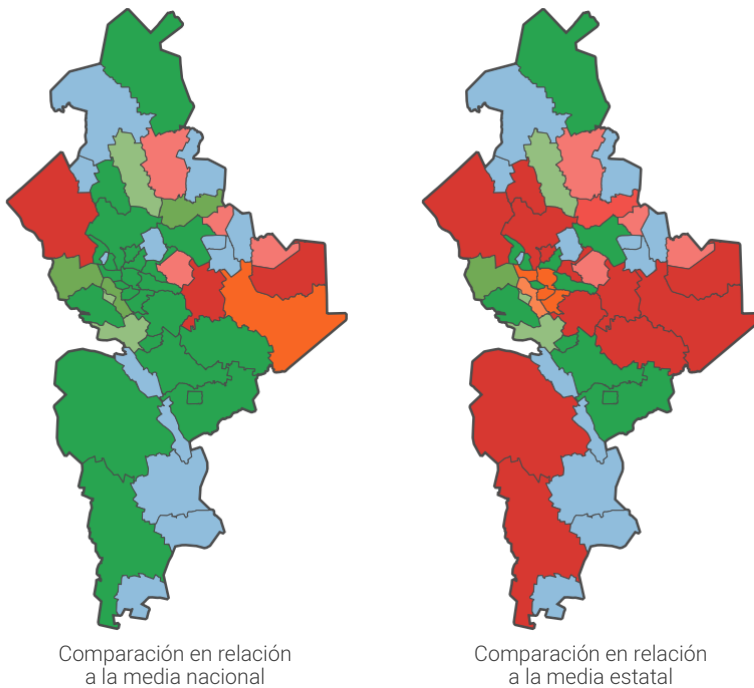 Comparación en relación
a la media nacional
Comparación en relación
a la media estatal